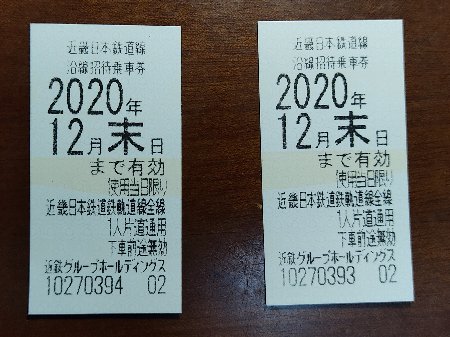 近畿日本鉄道線
沿線招待乗車券
2020年
12月末日
まで有効
使用当日限り
近畿日本鉄道鉄軌道線全線
1人片道通用
下車前途無効
近鉄グループホールディングス
10270394 02
近畿日本鉄道線
沿線招待乗車券
2020年
12月末日
まで有効
使用当日限り
近畿日本鉄道鉄軌道線全線
1人片道通用
下車前途無効
近鉄グループホールディングス
10270393 02